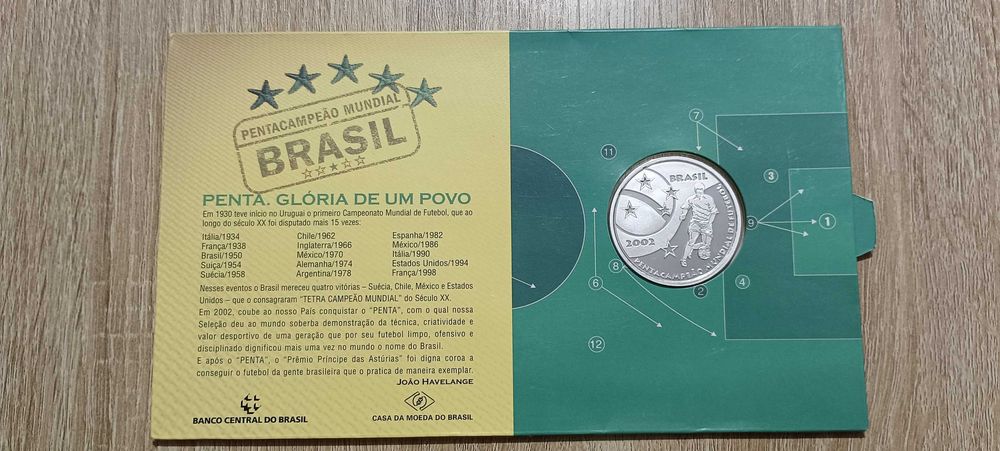 PENTACAMPEÃO MUNDIAL
BRASIL
PENTA. GLÓRIA DE UM POVO
Em 1930 teve início no Uruguai o primeiro Campeonato Mundial de Futebol, que ao
longo do século XX foi disputado mais 15 vezes:
Itália/1934 Chile/1962 Espanha/1982
França/1938 Inglaterra/1966 México/1986
Brasil/1950 México/1970 Itália/1990
Suiça/1954 Alemanha/1974 Estados Unidos/1994
Suécia/1958 Argentina/1978 França/1998
Nesses eventos o Brasil mereceu quatro vitórias – Suécia, Chile, México e Estados
Unidos – que o consagraram "TETRA CAMPEÃO MUNDIAL" do Século XX.
Em 2002, coube ao nosso País conquistar o "PENTA", com o qual nossa
Seleção deu ao mundo soberba demonstração da técnica, criatividade e
valor desportivo de uma geração que por seu futebol limpo, ofensivo e
disciplinado dignificou mais uma vez no mundo o nome do Brasil.
E após o "PENTA", o "Prêmio Príncipe das Astúrias" foi digna coroa a
conseguir o futebol da gente brasileira que o pratica de maneira exemplar.
JOÃO HAVELANGE
BANCO CENTRAL DO BRASIL
CASA DA MOEDA DO BRASIL
7
11
3
BRASIL
2002
PENTACAMPEÃO MUNDIAL DE FUTEBOL
9
1
8
6
2
4
12